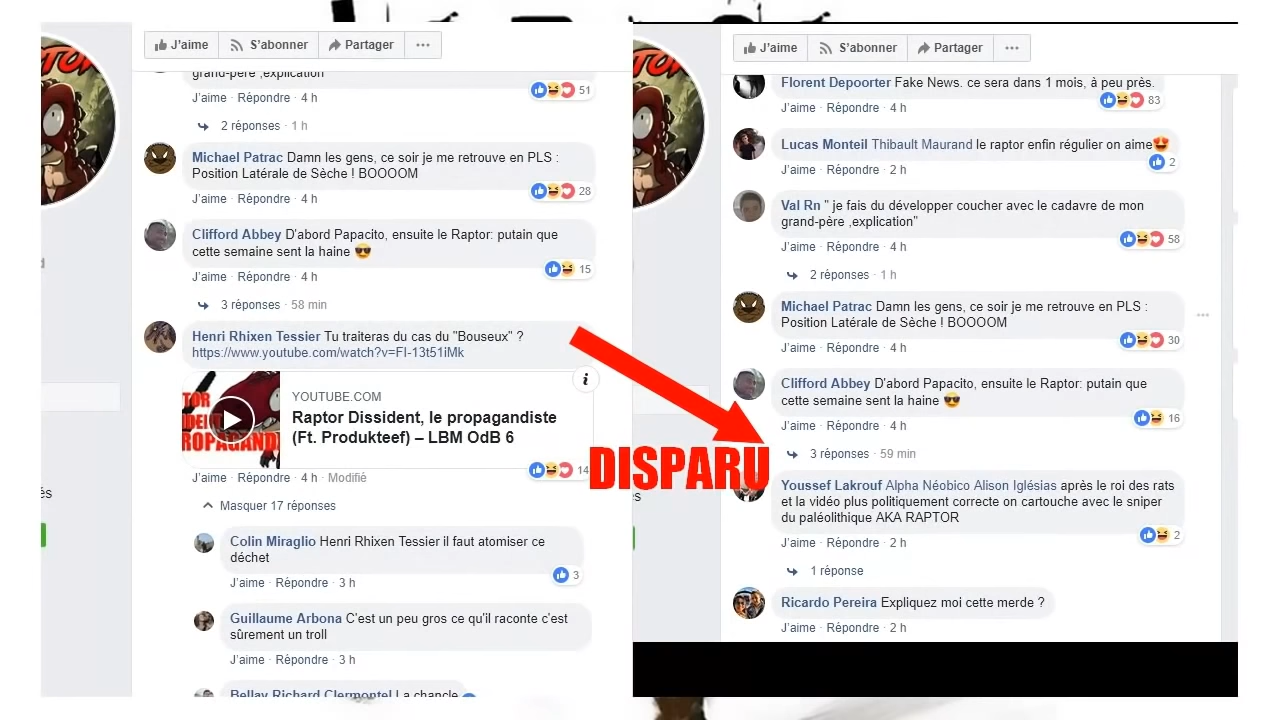 J'aime S'abonner Partager
grand-père ,explication
J'aime · Répondre · 4 h
51
2 réponses · 1 h
Michael Patrac Damn les gens, ce soir je me retrouve en PLS :
Position Latérale de Sèche ! BOOOOM
28
J'aime · Répondre · 4 h
Clifford Abbey D'abord Papacito, ensuite le Raptor: putain que
cette semaine sent la haine
15
J'aime · Répondre · 4 h
3 réponses · 58 min
Henri Rhixen Tessier Tu traiteras du cas du "Bouseux" ?
https://www.youtube.com/watch?v=FI-13t51iMk
YOUTUBE.COM
Raptor Dissident, le propagandiste
(Ft. Produkteef) – LBM OdB 6
14
J'aime · Répondre · 4 h · Modifié
Masquer 17 réponses
Colin Miraglio Henri Rhixen Tessier il faut atomiser ce
déchet
3
J'aime · Répondre · 3 h
Guillaume Arbona C'est un peu gros ce qu'il raconte c'est
sûrement un troll
J'aime · Répondre · 3 h
Bellay Richard Clermontel La chancle
DISPARU
J'aime S'abonner Partager
Florent Depoorter Fake News. ce sera dans 1 mois, à peu près.
83
J'aime · Répondre · 4 h
Lucas Monteil Thibault Maurand le raptor enfin régulier on aime
2
J'aime · Répondre · 2 h
Val Rn " je fais du développer coucher avec le cadavre de mon
grand-père ,explication"
58
J'aime · Répondre · 4 h
2 réponses · 1 h
Michael Patrac Damn les gens, ce soir je me retrouve en PLS :
Position Latérale de Sèche ! BOOOOM
30
J'aime · Répondre · 4 h
Clifford Abbey D'abord Papacito, ensuite le Raptor: putain que
cette semaine sent la haine
16
J'aime · Répondre · 4 h
3 réponses · 59 min
Youssef Lakrouf Alpha Néobico Alison Iglésias après le roi des rats
et la vidéo plus politiquement correcte on cartouche avec le sniper
du paléolithique AKA RAPTOR
2
J'aime · Répondre · 2 h
1 réponse
Ricardo Pereira Expliquez moi cette merde ?
J'aime · Répondre · 2 h